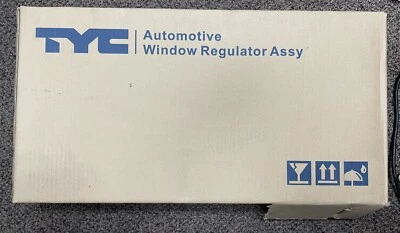 TYC
Automotive
Window Regulator Assy